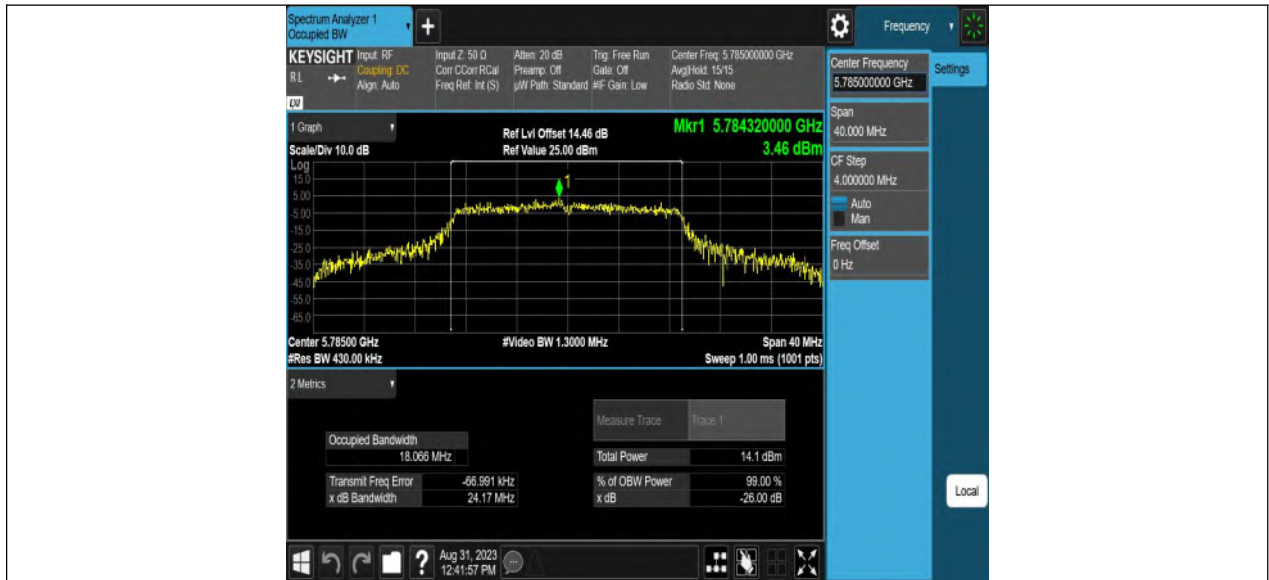 Spectrum Analyzer 1
Occupied BW
+
Frequency
KEYSIGHT
RL
LXI
Input: RF
Coupling: DC
Align: Auto
Input Z: 50 Ω
Corr CCorr RCal
Freq Ref: Int (S)
Atten: 20 dB
Preamp: Off
µW Path: Standard
Trig: Free Run
Gate: Off
#IF Gain: Low
Center Freq: 5.785000000 GHz
Avg|Hold: 15/15
Radio Std: None
Center Frequency
5.785000000 GHz
Settings
Span
40.000 MHz
CF Step
4.000000 MHz
Auto
Man
Freq Offset
0 Hz
Local
1 Graph
Scale/Div 10.0 dB
Ref Lvl Offset 14.46 dB
Ref Value 25.00 dBm
Mkr1 5.784320000 GHz
3.46 dBm
Log
15.0
5.00
-5.00
-15.0
-25.0
-35.0
-45.0
-55.0
-65.0
1
Center 5.78500 GHz
#Video BW 1.3000 MHz
Span 40 MHz
#Res BW 430.00 kHz
Sweep 1.00 ms (1001 pts)
2 Metrics
Measure Trace Trace 1
Occupied Bandwidth
18.066 MHz
Total Power 14.1 dBm
Transmit Freq Error -66.991 kHz
% of OBW Power 99.00 %
x dB Bandwidth 24.17 MHz
x dB -26.00 dB
?
Aug 31, 2023
12:41:57 PM